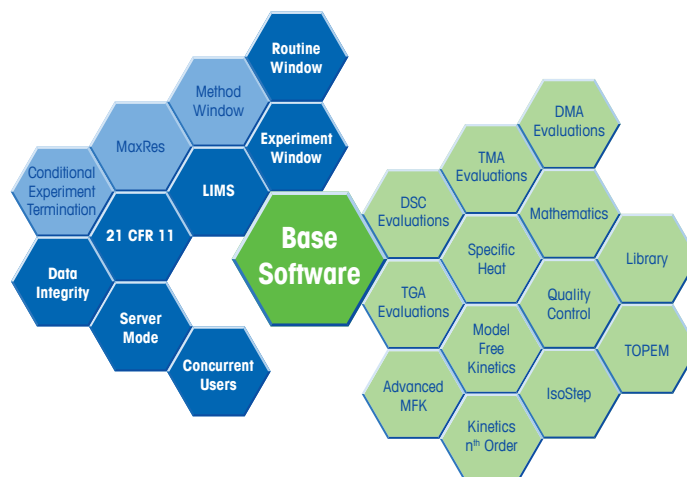 Routine
Window
Method
Window
MaxRes
Experiment
Window
Conditional
Experiment
Termination
LIMS
21 CFR 11
Data
Integrity
Server
Mode
Concurrent
Users
Base
Software
DMA
Evaluations
TMA
Evaluations
DSC
Evaluations
Mathematics
Specific
Heat
Library
TGA
Evaluations
Quality
Control
Model
Free
Kinetics
TOPEM
Advanced
MFK
IsoStep
Kinetics
nth Order